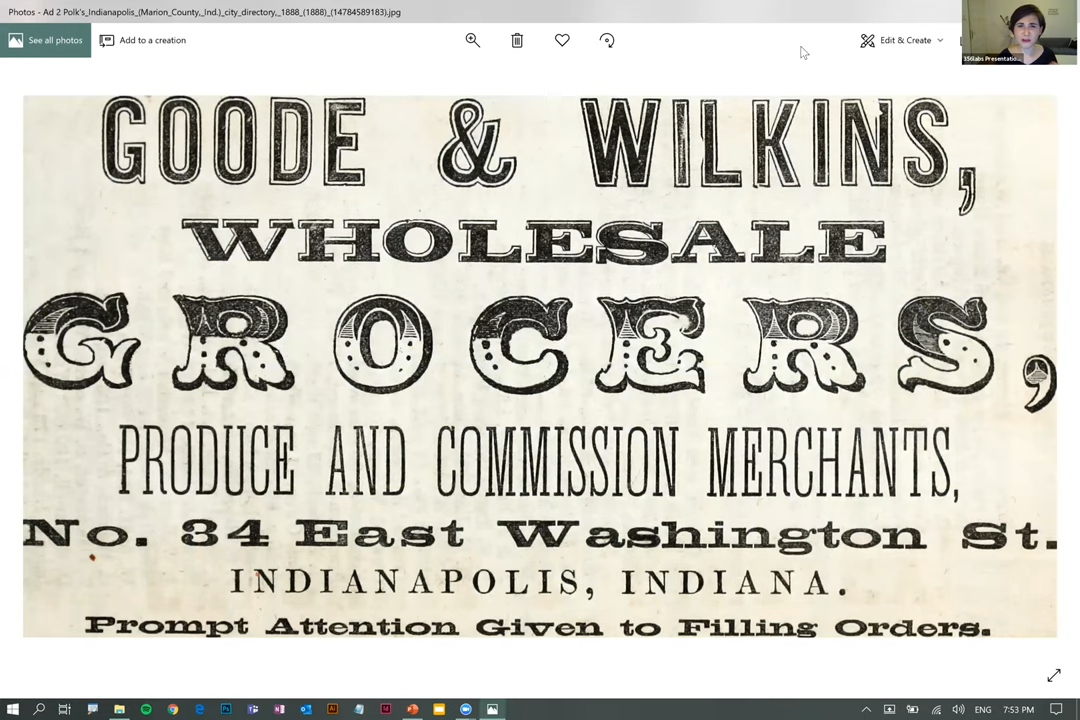 Photos - Ad 2 Polk's_Indianapolis_(Marion_County,_Ind.)_city_directory,_1888_(1888)_(14784589183).jpg
See all photos
Add to a creation
Edit & Create
356labs Presentatio...
GOODE & WILKINS,
WHOLESALE
GROCERS,
PRODUCE AND COMMISSION MERCHANTS,
No. 34 East Washington St.
INDIANAPOLIS, INDIANA.
Prompt Attention Given to Filling Orders.
ENG
7:53 PM